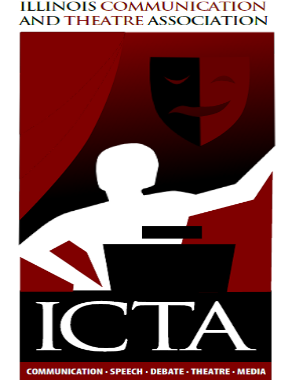 ILLINOIS COMMUNICATION
AND THEATRE ASSOCIATION
ICTA
COMMUNICATION · SPEECH · DEBATE · THEATRE · MEDIA